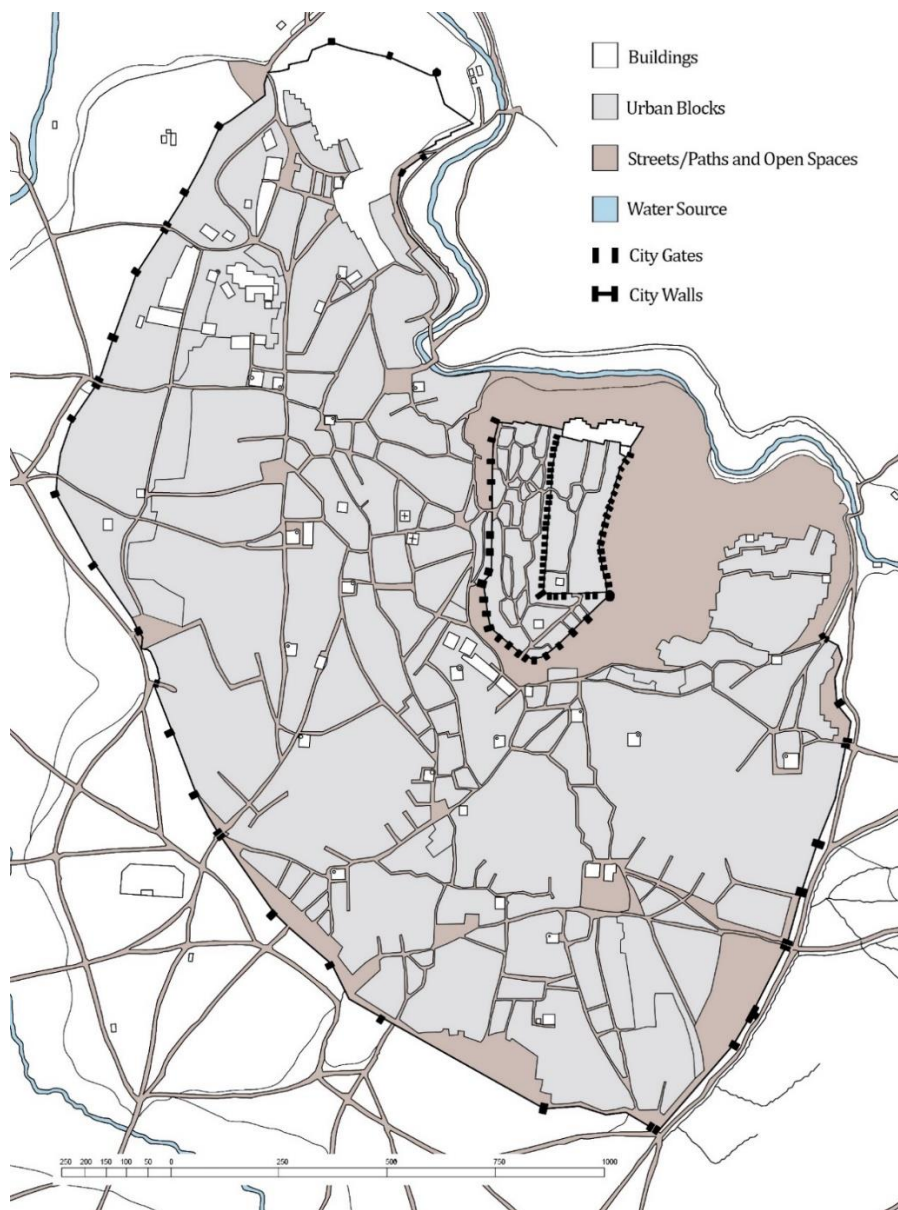 Buildings
Urban Blocks
Streets/Paths and Open Spaces
Water Source
City Gates
City Walls
250 200 150 100 50 0 250 500 750 1000